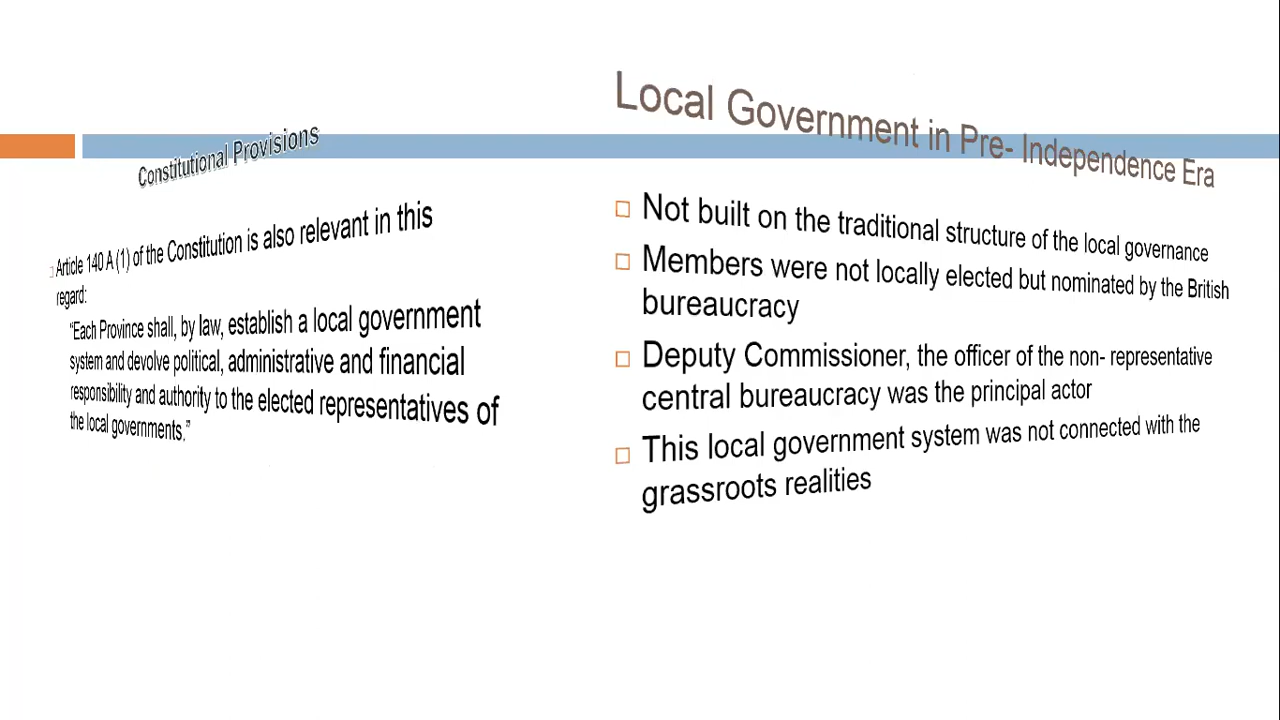 Constitutional Provisions
Article 140 A (1) of the Constitution is also relevant in this
regard:
"Each Province shall, by law, establish a local government
system and devolve political, administrative and financial
responsibility and authority to the elected representatives of
the local governments."
Local Government in Pre- Independence Era
Not built on the traditional structure of the local governance
Members were not locally elected but nominated by the British
bureaucracy
Deputy Commissioner, the officer of the non- representative
central bureaucracy was the principal actor
This local government system was not connected with the
grassroots realities